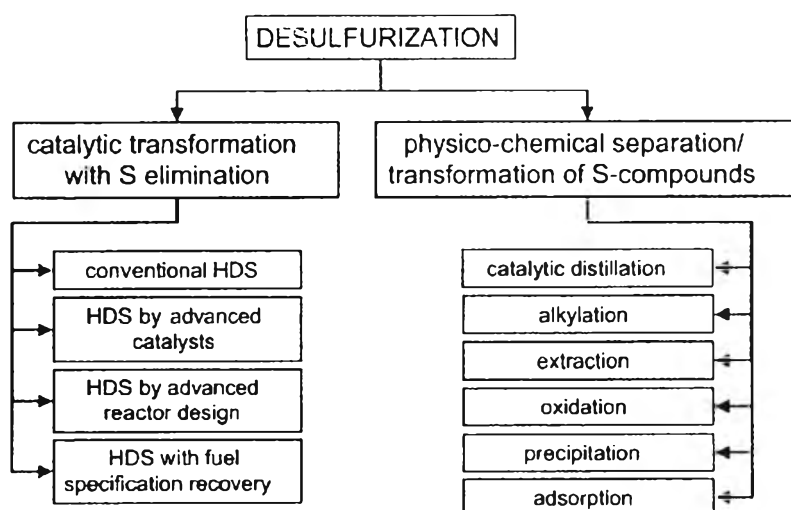 DESULFURIZATION
catalytic transformation
with S elimination
physico-chemical separation/
transformation of S-compounds
conventional HDS
HDS by advanced
catalysts
HDS by advanced
reactor design
HDS with fuel
specification recovery
catalytic distillation
alkylation
extraction
oxidation
precipitation
adsorption